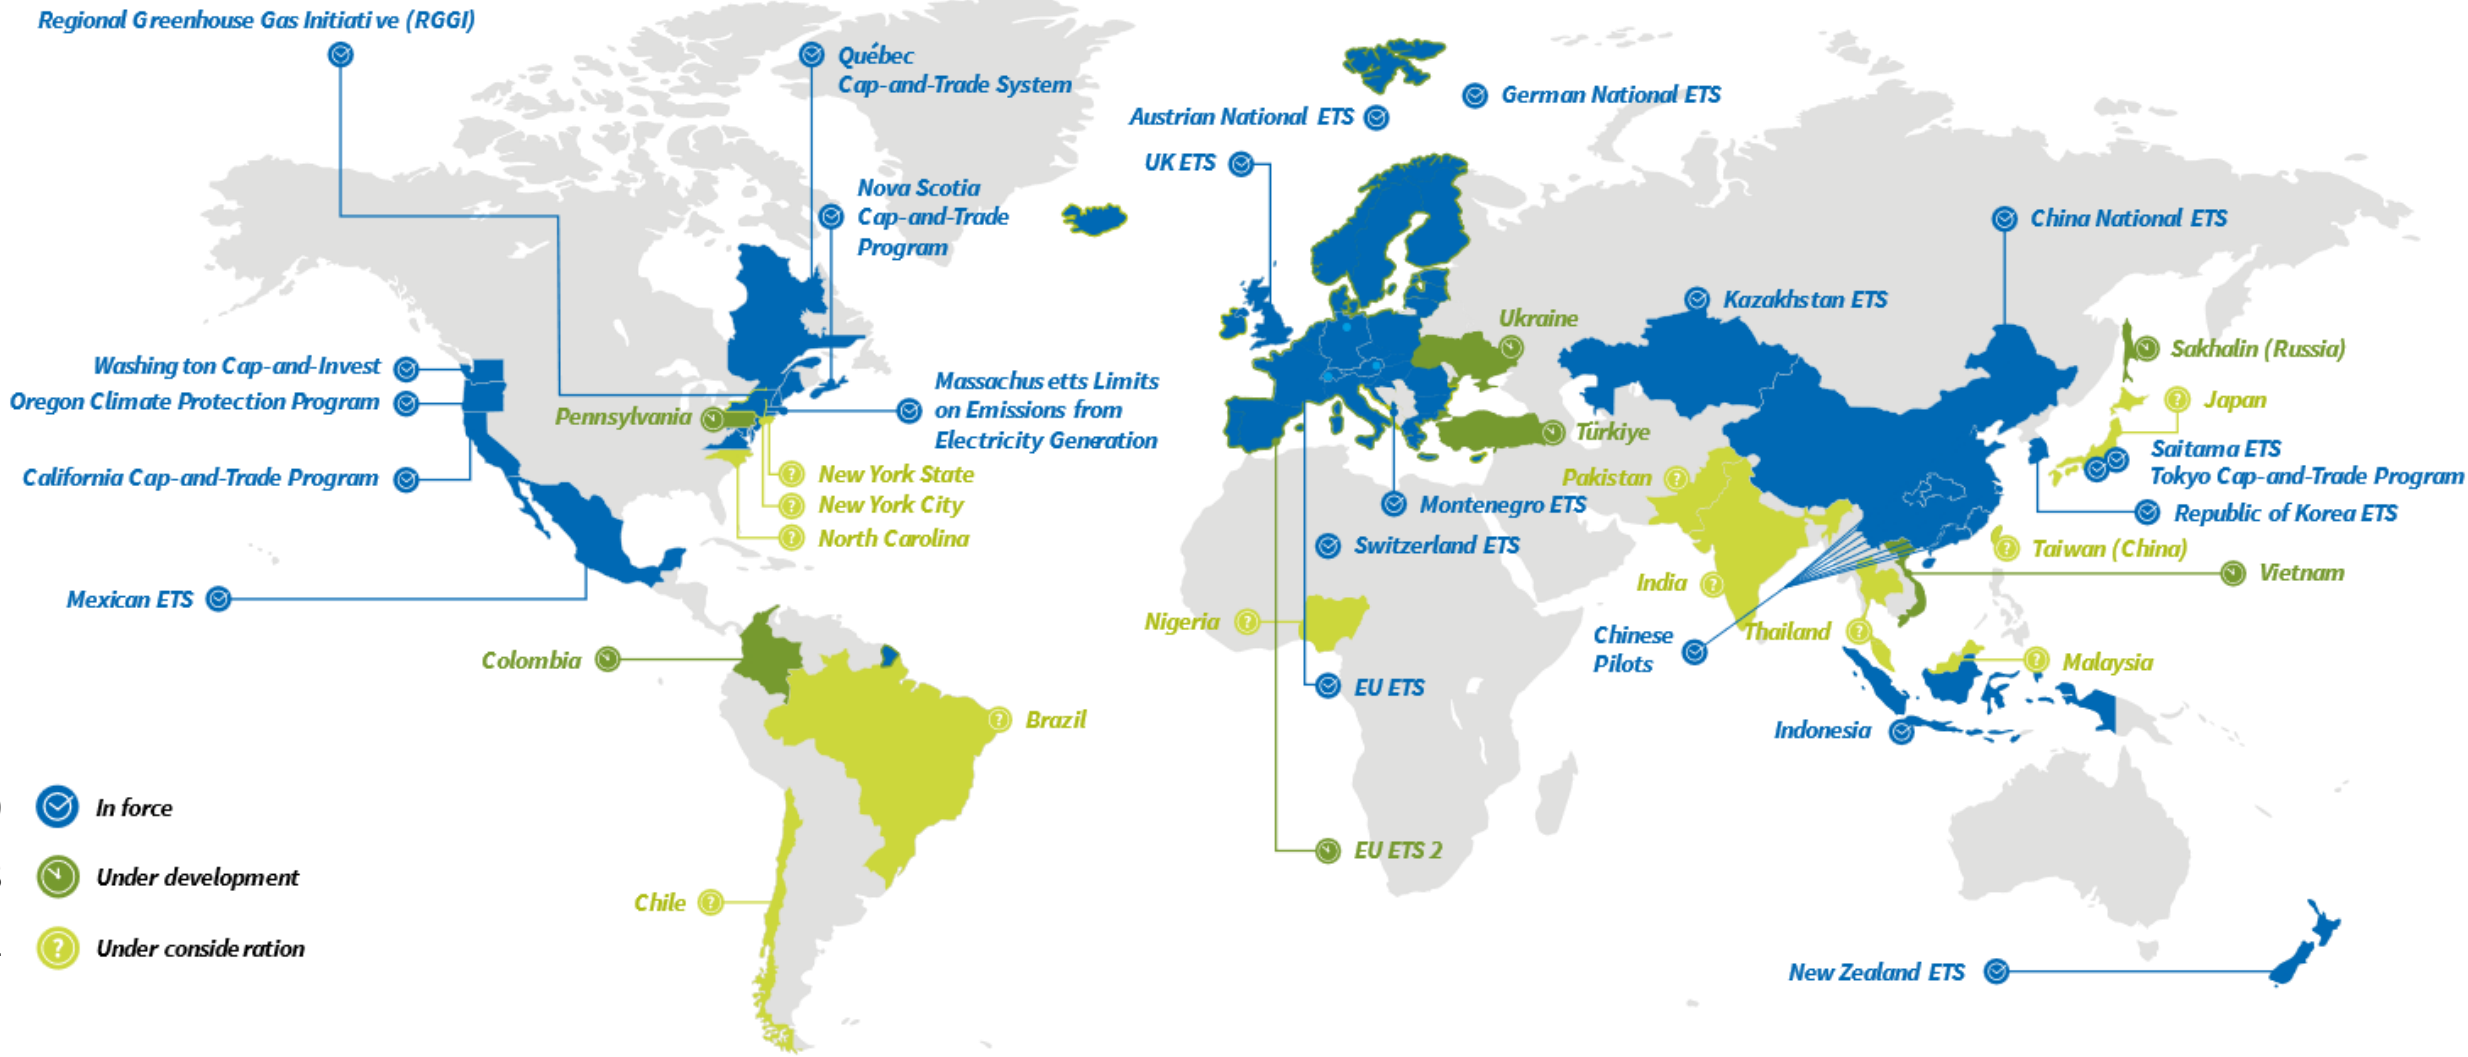 Regional Greenhouse Gas Initiative (RGGI)
Québec
Cap-and-Trade System
Nova Scotia
Cap-and-Trade
Program
Austrian National ETS
German National ETS
UK ETS
China National ETS
Kazakhstan ETS
Ukraine
Sakhalin (Russia)
Japan
Washington Cap-and-Invest
Oregon Climate Protection Program
California Cap-and-Trade Program
Pennsylvania
Massachusetts Limits
on Emissions from
Electricity Generation
New York State
New York City
North Carolina
Türkiye
Saitama ETS
Tokyo Cap-and-Trade Program
Pakistan
Montenegro ETS
Republic of Korea ETS
Switzerland ETS
Taiwan (China)
Vietnam
India
Mexican ETS
Nigeria
Chinese
Pilots
Thailand
Malaysia
Colombia
EU ETS
Brazil
Indonesia
EU ETS 2
Chile
New Zealand ETS
In force
Under development
Under consideration